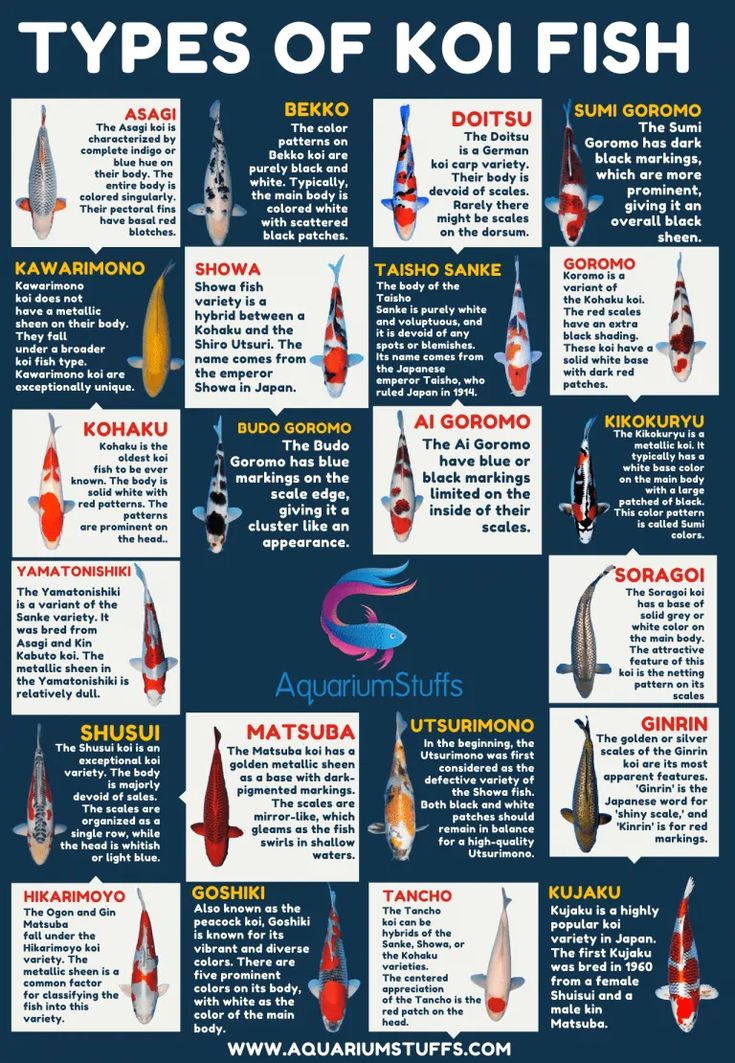 TYPES OF KOI FISH
ASAGI
The Asagi koi is
characterized by
complete indigo or
blue hue on
their body. The
entire body is
colored singularly.
Their pectoral fins
have basal red
blotches.
BEKKO
The color
patterns on
Bekko koi are
purely black and
white. Typically,
the main body is
colored white
with scattered
black patches.
DOITSU
The Doitsu
is a German
koi carp variety.
Their body is
devoid of scales.
Rarely there
might be scales
on the dorsum.
SUMI GOROMO
The Sumi
Goromo has dark
black markings,
which are more
prominent,
giving it an
overall black
sheen.
KAWARIMONO
Kawarimono
koi does not
have a metallic
sheen on their body.
They fall
under a broader
koi fish type.
Kawarimono koi are
exceptionally unique.
SHOWA
Showa fish
variety is a
hybrid between a
Kohaku and the
Shiro Utsuri. The
name comes from
the emperor
Showa in Japan.
TAISHO SANKE
The body of the
Taisho
Sanke is purely white
and voluptuous, and
it is devoid of any
spots or blemishes.
Its name comes from
the Japanese
emperor Taisho, who
ruled Japan in 1914.
GOROMO
Koromo is a
variant of
the Kohaku koi.
The red scales
have an extra
black shading.
These koi have a
solid white base
with dark red
patches.
KOHAKU
Kohaku is the
oldest koi
fish to be ever
known. The body is
solid white with
red patterns. The
patterns
are prominent on
the head..
BUDO GOROMO
The Budo
Goromo has blue
markings on the
scale edge,
giving it a
cluster like an
appearance.
AI GOROMO
The Ai Goromo
have blue or
black markings
limited on the
inside of their
scales.
KIKOKURYU
The Kikokuryu is a
metallic koi. It
typically has a
white base color
on the main body
with a large
patched of black.
This color pattern
is called Sumi
colors.
YAMATONISHIKI
The Yamatonishiki
is a variant of the
Sanke variety. It
was bred from
Asagi and Kin
Kabuto koi. The
metallic sheen in
the Yamatonishiki is
relatively dull.
AquariumStuffs
SORAGOI
The Soragoi koi
has a base of
solid grey or
white color on
the main body.
The attractive
feature of this
koi is the netting
pattern on its
scales
SHUSUI
The Shusui koi is an
exceptional koi
variety. The body
is majorly
devoid of sales.
The scales are
organized as a
single row, while
the head is whitish
or light blue.
MATSUBA
The Matsuba koi has a
golden metallic sheen
as a base with dark-
pigmented markings.
The scales are
mirror-like, which
gleams as the fish
swirls in shallow
waters.
UTSURIMONO
In the beginning, the
Utsurimono was first
considered as the
defective variety of
the Showa fish.
Both black and white
patches should
remain in balance
for a high-quality
Utsurimono.
GINRIN
The golden or silver
scales of the Ginrin
koi are its most
apparent features.
'Ginrin' is the
Japanese word for
'shiny scale,' and
'Kinrin' is for red
markings.
HIKARIMOYO
The Ogon and Gin
Matsuba
fall under the
Hikarimoyo koi
variety. The
metallic sheen is a
common factor
for classifying the
fish into this
variety.
GOSHIKI
Also known as the
peacock koi, Goshiki
is known for its
vibrant and diverse
colors. There are
five prominent
colors on its body,
with white as the
color of the main
body.
TANCHO
The Tancho
koi can be
hybrids of the
Sanke, Showa, or
the Kohaku
varieties.
The centered
appreciation
of the Tancho is the
red patch on the
head.
KUJAKU
Kujaku is a highly
popular koi
variety in Japan.
The first Kujaku
was bred in 1960
from a female
Shuisui and a
male kin
Matsuba.
WWW.AQUARIUMSTUFFS.COM